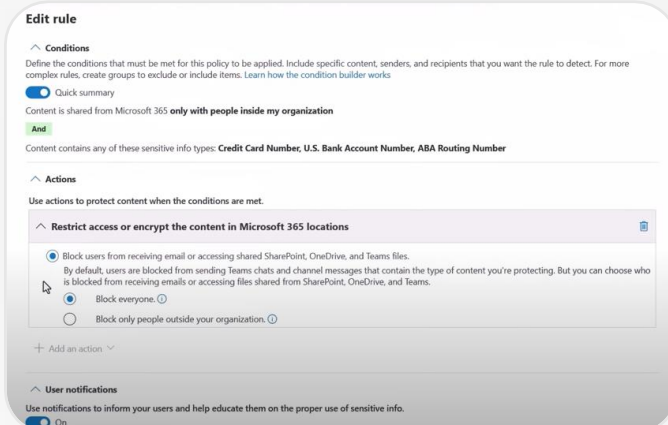 Edit rule
Conditions
Define the conditions that must be met for this policy to be applied. Include specific content, senders, and recipients that you want the rule to detect. For more
complex rules, create groups to exclude or include items. Learn how the condition builder works
Quick summary
Content is shared from Microsoft 365 only with people inside my organization
And
Content contains any of these sensitive info types: Credit Card Number, U.S. Bank Account Number, ABA Routing Number
Actions
Use actions to protect content when the conditions are met.
Restrict access or encrypt the content in Microsoft 365 locations
Block users from receiving email or accessing shared SharePoint, OneDrive, and Teams files.
By default, users are blocked from sending Teams chats and channel messages that contain the type of content you're protecting. But you can choose who
is blocked from receiving emails or accessing files shared from SharePoint, OneDrive, and Teams.
Block everyone.
Block only people outside your organization.
+ Add an action
User notifications
Use notifications to inform your users and help educate them on the proper use of sensitive info.
On